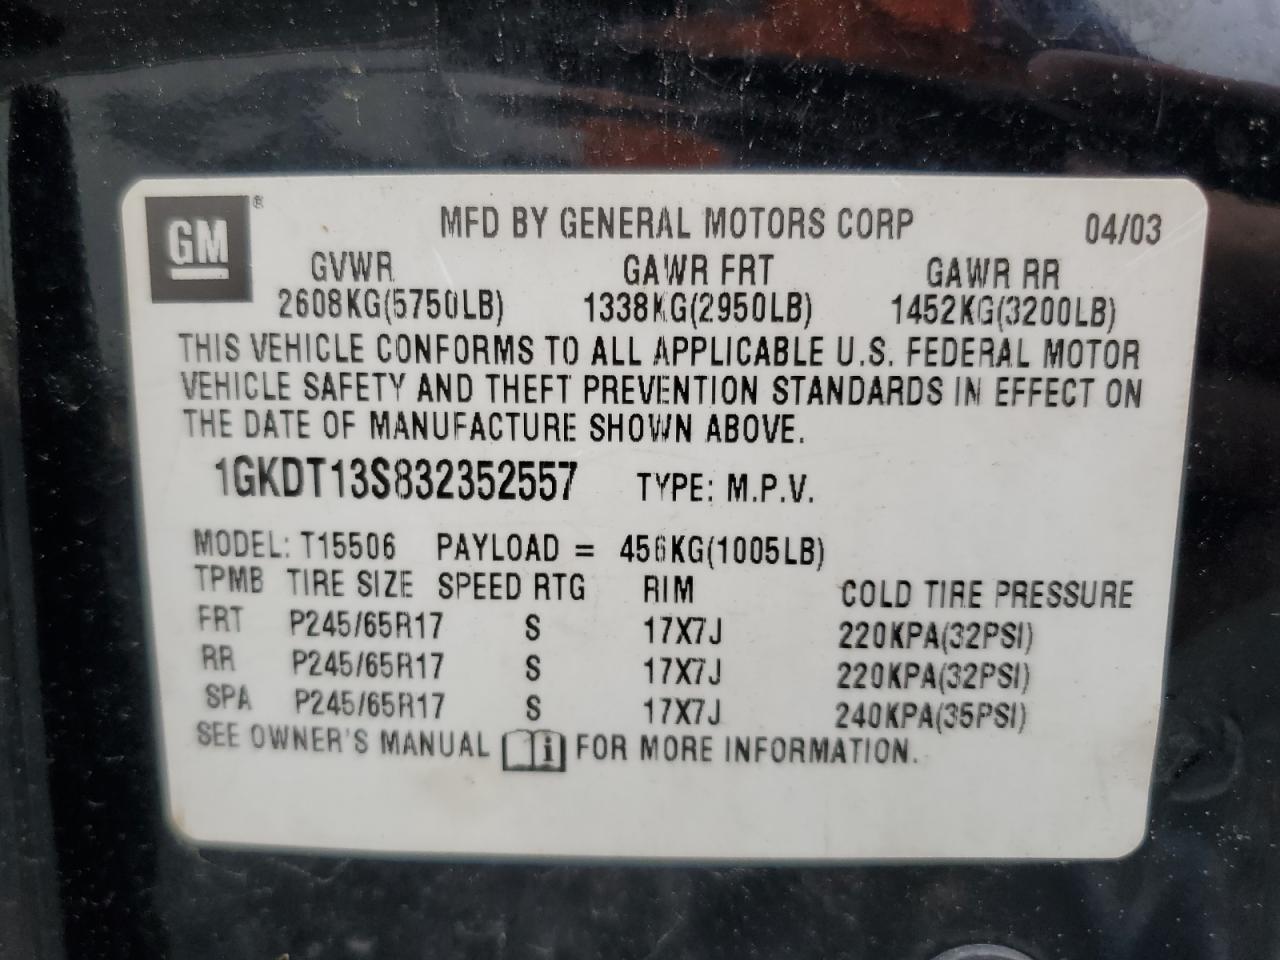 GM ®
MFD BY GENERAL MOTORS CORP 04/03
GVWR GAWR FRT GAWR RR
2608KG(5750LB) 1338KG(2950LB) 1452KG(3200LB)
THIS VEHICLE CONFORMS TO ALL APPLICABLE U.S. FEDERAL MOTOR
VEHICLE SAFETY AND THEFT PREVENTION STANDARDS IN EFFECT ON
THE DATE OF MANUFACTURE SHOWN ABOVE.
1GKDT13S832352557 TYPE: M.P.V.
MODEL: T15506 PAYLOAD = 456KG(1005LB)
TPMB TIRE SIZE SPEED RTG RIM COLD TIRE PRESSURE
FRT P245/65R17 S 17X7J 220KPA(32PSI)
RR P245/65R17 S 17X7J 220KPA(32PSI)
SPA P245/65R17 S 17X7J 240KPA(35PSI)
SEE OWNER'S MANUAL i FOR MORE INFORMATION.